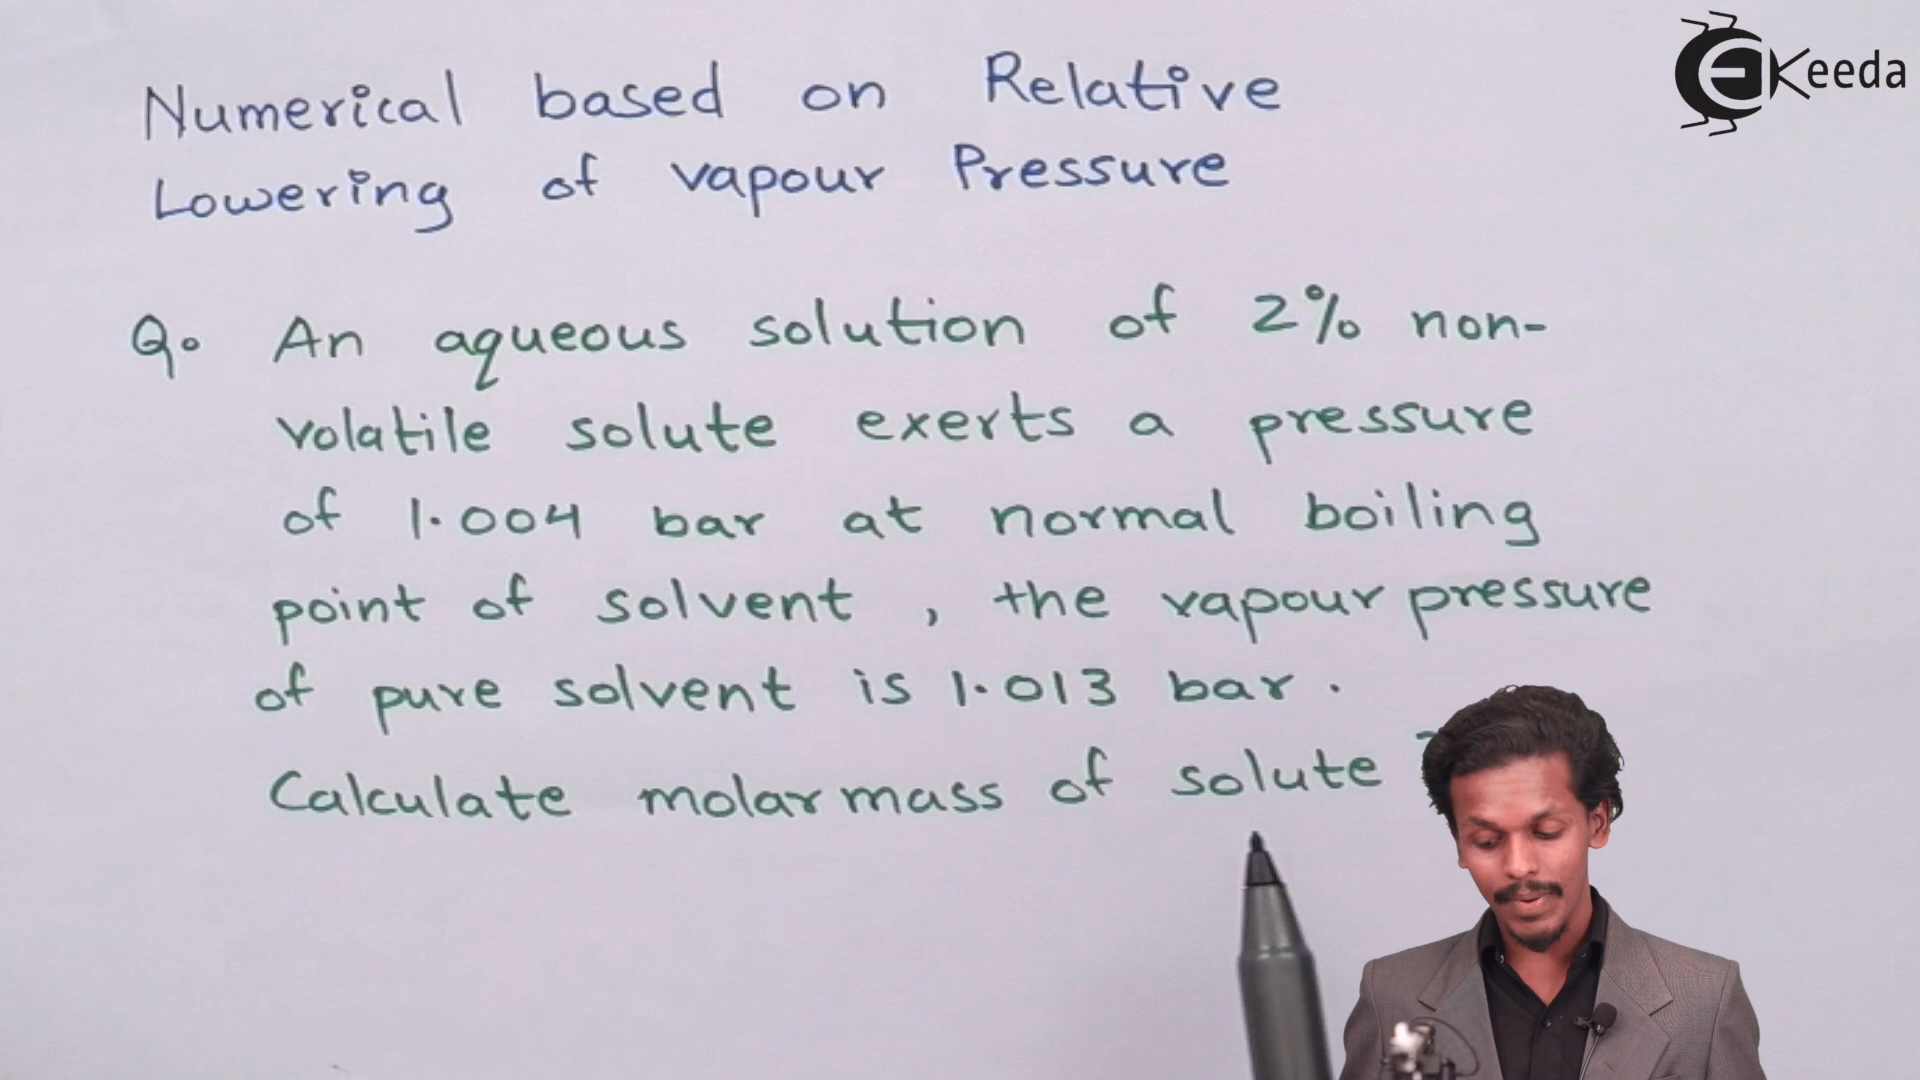 Numerical based on Relative
Lowering of vapour Pressure
Q. An aqueous solution of 2% non-
volatile solute exerts a pressure
of 1.004 bar at normal boiling
point of solvent, the vapour pressure
of pure solvent is 1.013 bar.
Calculate molar mass of solute
EKeeda